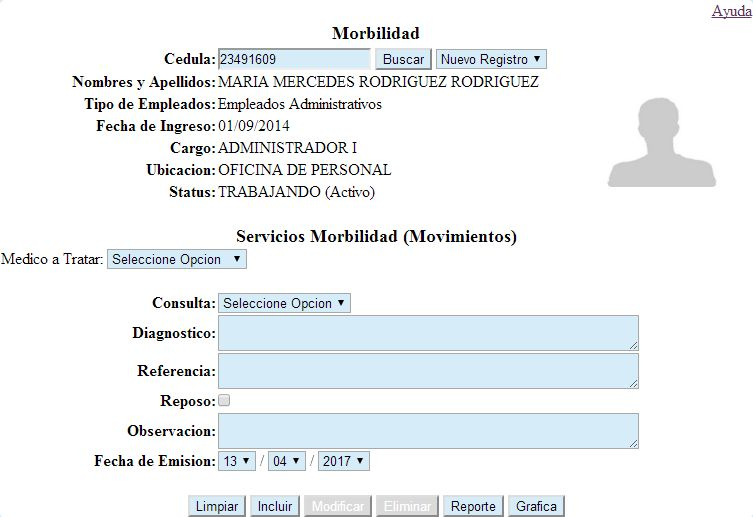 Ayuda
Morbilidad
Cedula: 23491609 Buscar Nuevo Registro
Nombres y Apellidos: MARIA MERCEDES RODRIGUEZ RODRIGUEZ
Tipo de Empleados: Empleados Administrativos
Fecha de Ingreso: 01/09/2014
Cargo: ADMINISTRADOR I
Ubicacion: OFICINA DE PERSONAL
Status: TRABAJANDO (Activo)
Servicios Morbilidad (Movimientos)
Medico a Tratar: Seleccione Opcion
Consulta: Seleccione Opcion
Diagnostico:
Referencia:
Reposo:
Observacion:
Fecha de Emision: 13 / 04 / 2017
Limpiar Incluir Modificar Eliminar Reporte Grafica